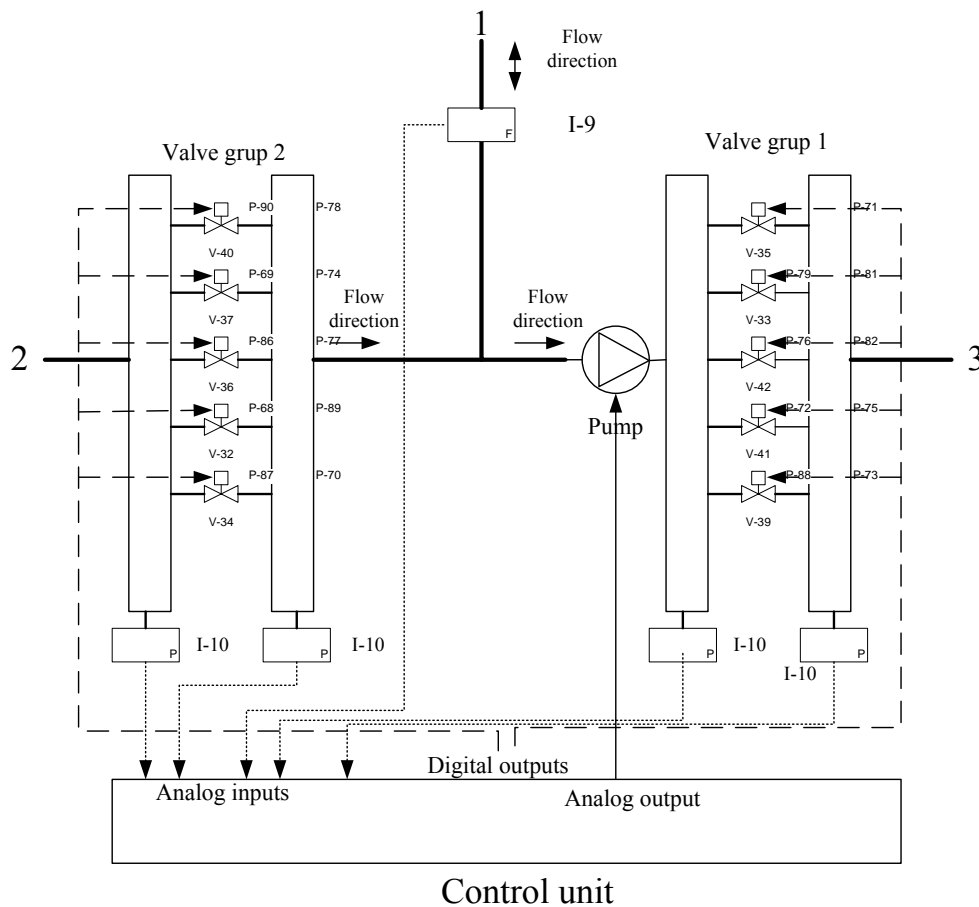 1
Flow
direction
F
I-9
Valve grup 2
Valve grup 1
P-90
P-78
P-71
V-40
V-35
P-69
P-74
P-79
P-81
V-37
V-33
Flow
direction
Flow
direction
2
P-86
P-77
P-76
P-82
3
V-36
V-42
P-68
P-89
Pump
P-72
P-75
V-32
V-41
P-87
P-70
P-88
P-73
V-34
V-39
P
I-10
P
I-10
P
I-10
P
I-10
Digital outputs
Analog inputs
Analog output
Control unit